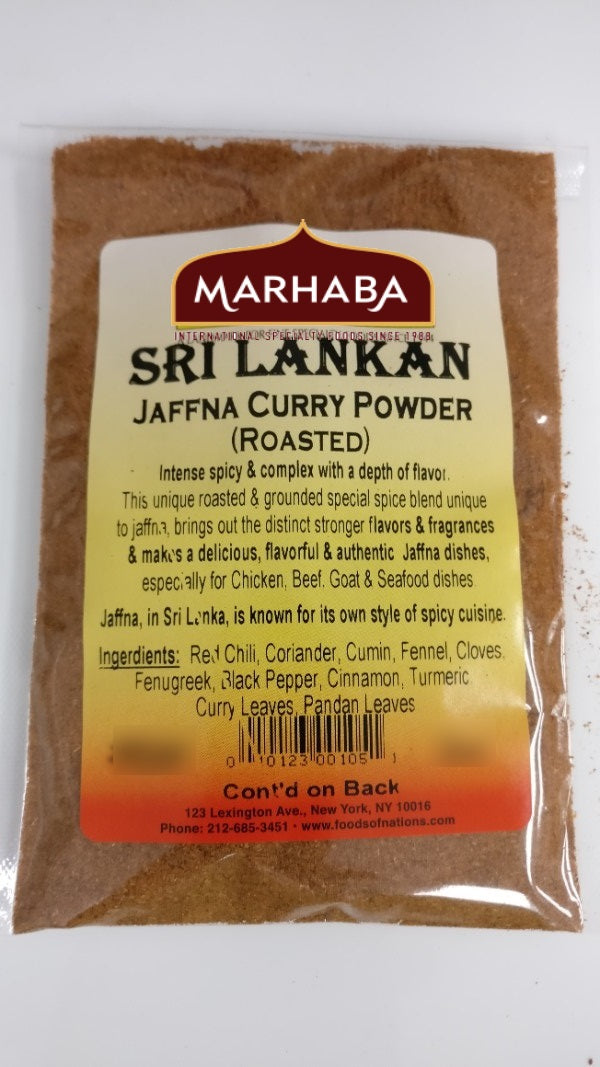 MARHABA
INTERNATIONAL SPECIALTY FOODS SINCE 1988
SRI LANKAN
JAFFNA CURRY POWDER
(ROASTED)
Intense spicy & complex with a depth of flavor.
This unique roasted & grounded special spice blend unique
to jaffna, brings out the distinct stronger flavors & fragrances
& makes a delicious, flavorful & authentic Jaffna dishes,
especially for Chicken, Beef, Goat & Seafood dishes
Jaffna, in Sri Lanka, is known for its own style of spicy cuisine.
Ingerdients: Red Chili, Coriander, Cumin, Fennel, Cloves,
Fenugreek, Black Pepper, Cinnamon, Turmeric
Curry Leaves, Pandan Leaves
0 10123 00105 1
Cont'd on Back
123 Lexington Ave., New York, NY 10016
Phone: 212-685-3451 • www.foodsofnations.com